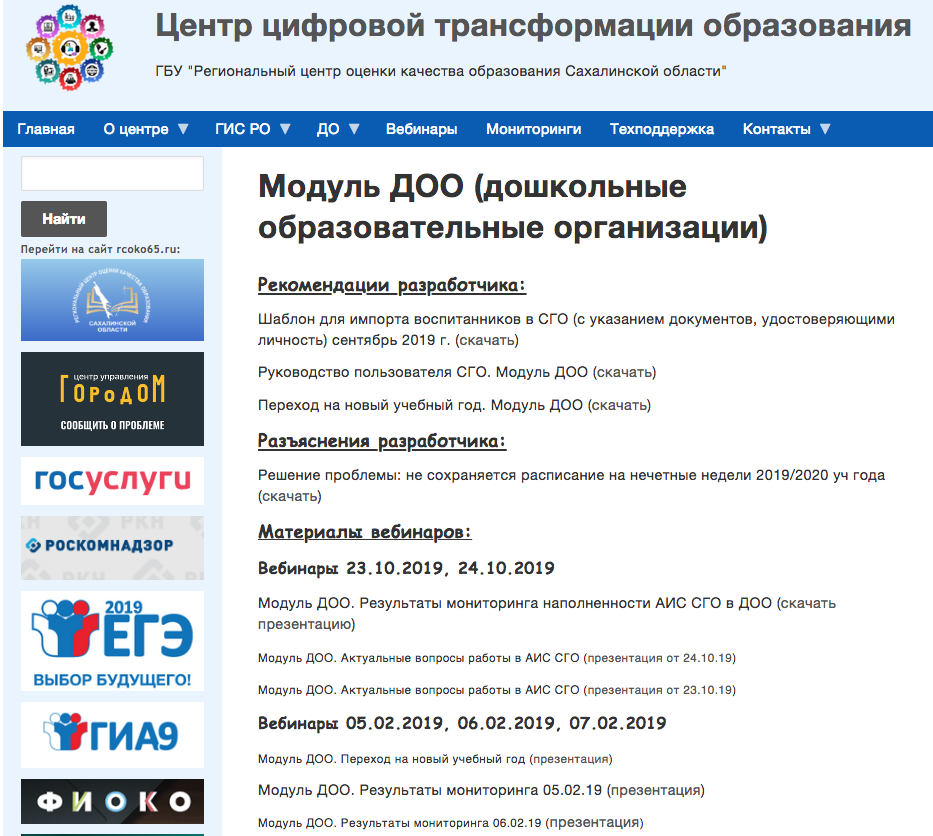 Центр цифровой трансформации образования
ГБУ "Региональный центр оценки качества образования Сахалинской области"
Главная О центре ▼ ГИС РО ▼ ДО ▼ Вебинары Мониторинги Техподдержка Контакты ▼
Найти
Перейти на сайт rcoko65.ru:
РЕГИОНАЛЬНЫЙ ЦЕНТР ОЦЕНКИ КАЧЕСТВА ОБРАЗОВАНИЯ
САХАЛИНСКОЙ
ОБЛАСТИ
центр управления
ГОРОДОМ
СООБЩИТЬ О ПРОБЛЕМЕ
госуслуги
РКН
РОСКОМНАДЗОР
РКН
2019
ЕГЭ
ВЫБОР БУДУЩЕГО!
ГИА9
ФИОКО
Модуль ДОО (дошкольные
образовательные организации)
Рекомендации разработчика:
Шаблон для импорта воспитанников в СГО (с указанием документов, удостоверяющими
личность) сентябрь 2019 г. (скачать)
Руководство пользователя СГО. Модуль ДОО (скачать)
Переход на новый учебный год. Модуль ДОО (скачать)
Разъяснения разработчика:
Решение проблемы: не сохраняется расписание на нечетные недели 2019/2020 уч года
(скачать)
Материалы вебинаров:
Вебинары 23.10.2019, 24.10.2019
Модуль ДОО. Результаты мониторинга наполненности АИС СГО в ДОО (скачать
презентацию)
Модуль ДОО. Актуальные вопросы работы в АИС СГО (презентация от 24.10.19)
Модуль ДОО. Актуальные вопросы работы в АИС СГО (презентация от 23.10.19)
Вебинары 05.02.2019, 06.02.2019, 07.02.2019
Модуль ДОО. Переход на новый учебный год (презентация)
Модуль ДОО. Результаты мониторинга 05.02.19 (презентация)
Модуль ДОО. Результаты мониторинга 06.02.19 (презентация)